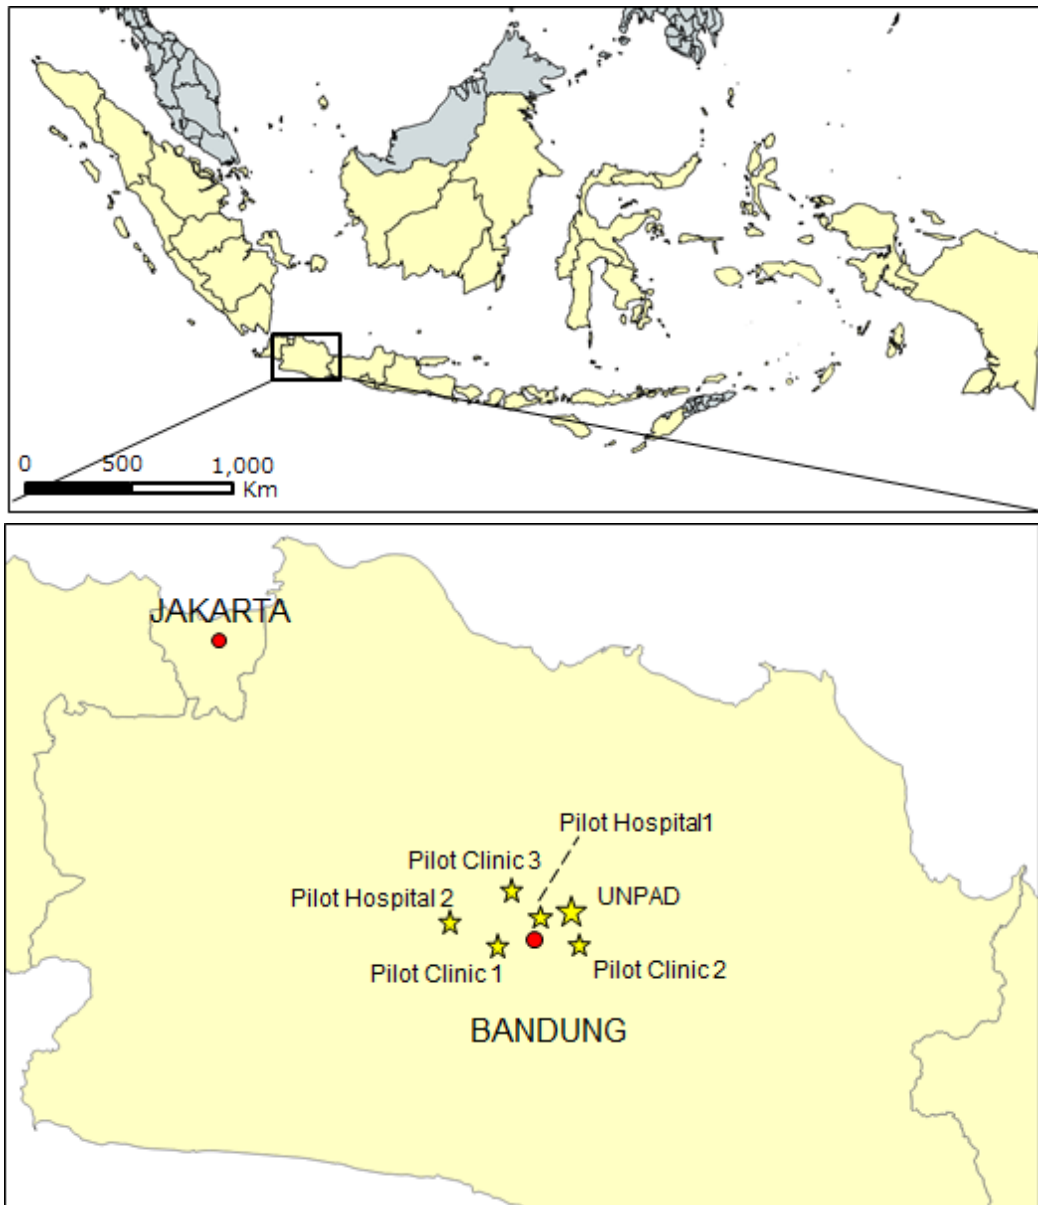 0 500 1,000
Km
JAKARTA
Pilot Hospital1
Pilot Clinic 3
Pilot Hospital 2
UNPAD
Pilot Clinic 1
Pilot Clinic 2
BANDUNG